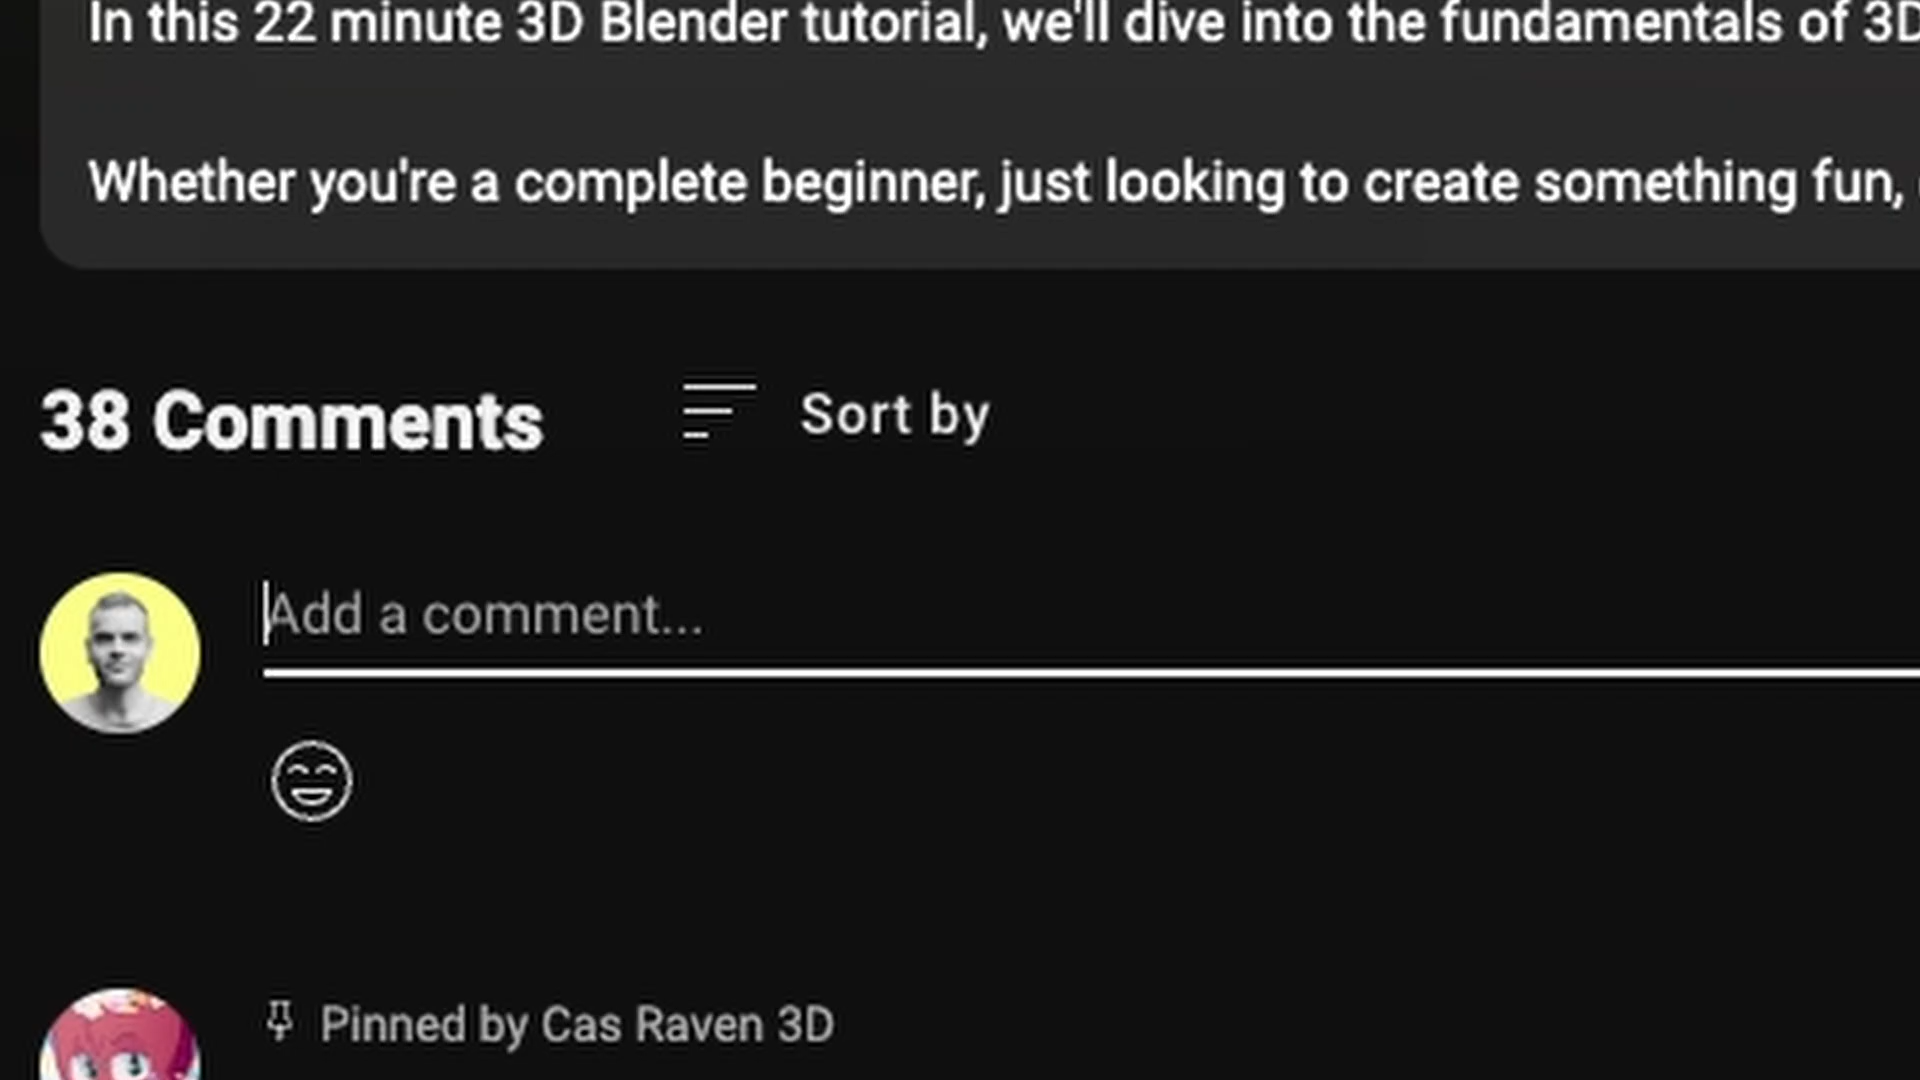 In this 22 minute 3D Blender tutorial, we'll dive into the fundamentals of 3D
Whether you're a complete beginner, just looking to create something fun,
38 Comments
Sort by
Add a comment...
Pinned by Cas Raven 3D